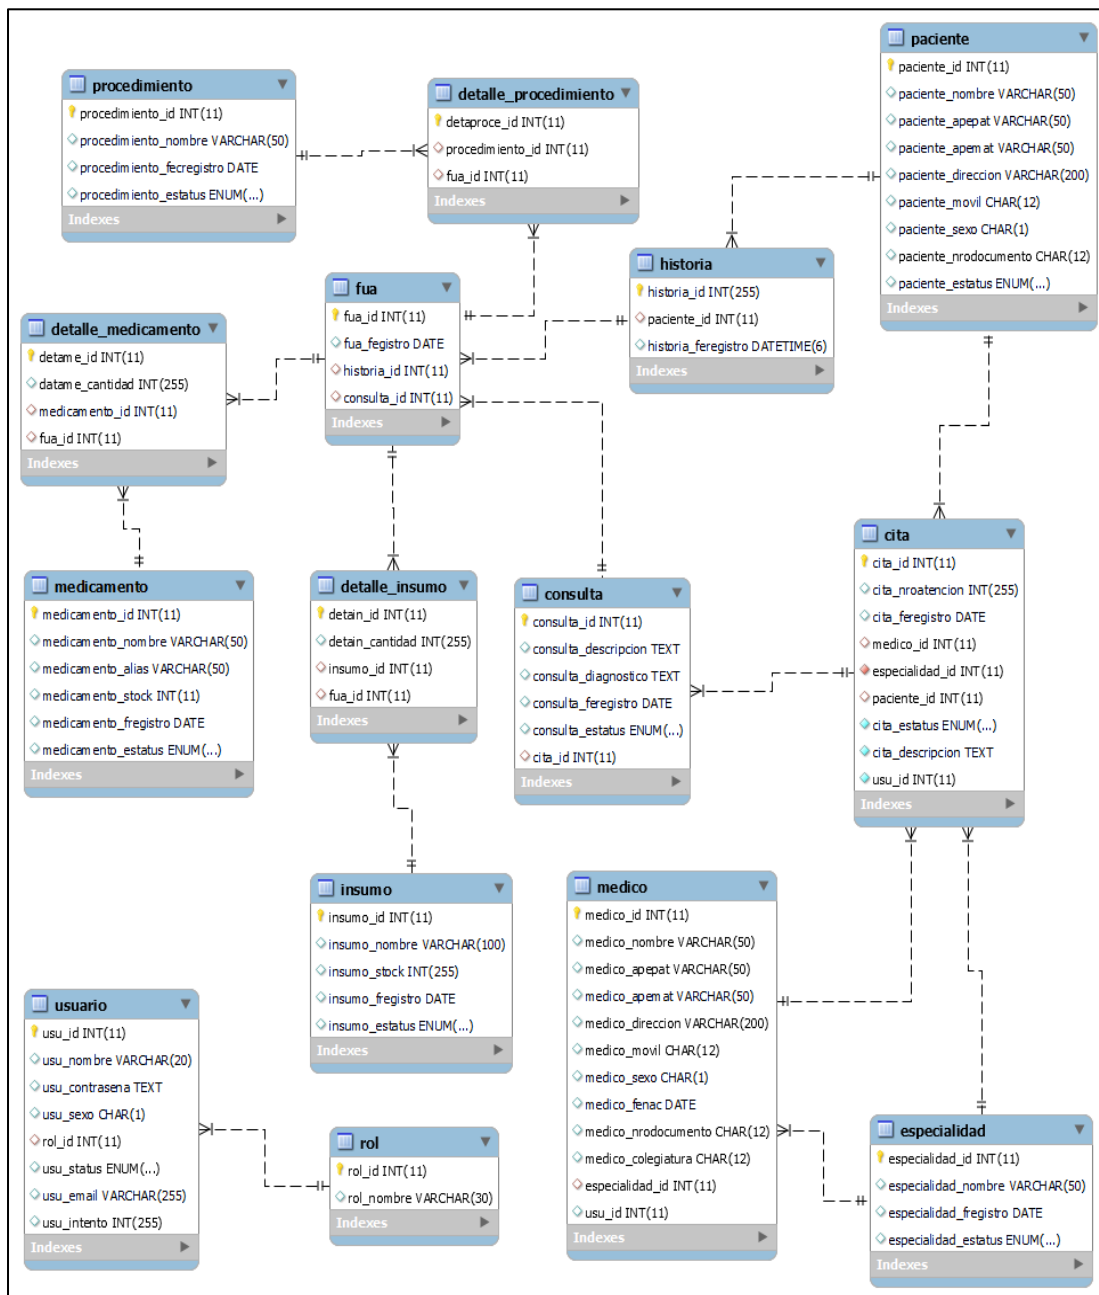 procedimiento
procedimiento_id INT(11)
procedimiento_nombre VARCHAR(50)
procedimiento_fecregistro DATE
procedimiento_estatus ENUM(...)
Indexes
detalle_procedimiento
detaproce_id INT(11)
procedimiento_id INT(11)
fua_id INT(11)
Indexes
paciente
paciente_id INT(11)
paciente_nombre VARCHAR(50)
paciente_apepat VARCHAR(50)
paciente_apemat VARCHAR(50)
paciente_direccion VARCHAR(200)
paciente_movil CHAR(12)
paciente_sexo CHAR(1)
paciente_nrodocumento CHAR(12)
paciente_estatus ENUM(...)
Indexes
historia
historia_id INT(255)
paciente_id INT(11)
historia_feregistro DATETIME(6)
Indexes
fua
fua_id INT(11)
fua_fegistro DATE
historia_id INT(11)
consulta_id INT(11)
Indexes
detalle_medicamento
detame_id INT(11)
datame_cantidad INT(255)
medicamento_id INT(11)
fua_id INT(11)
Indexes
medicamento
medicamento_id INT(11)
medicamento_nombre VARCHAR(50)
medicamento_alias VARCHAR(50)
medicamento_stock INT(11)
medicamento_fregistro DATE
medicamento_estatus ENUM(...)
Indexes
detalle_insumo
detain_id INT(11)
detain_cantidad INT(255)
insumo_id INT(11)
fua_id INT(11)
Indexes
consulta
consulta_id INT(11)
consulta_descripcion TEXT
consulta_diagnostico TEXT
consulta_feregistro DATE
consulta_estatus ENUM(...)
cita_id INT(11)
Indexes
cita
cita_id INT(11)
cita_nroatencion INT(255)
cita_feregistro DATE
medico_id INT(11)
especialidad_id INT(11)
paciente_id INT(11)
cita_estatus ENUM(...)
cita_descripcion TEXT
usu_id INT(11)
Indexes
insumo
insumo_id INT(11)
insumo_nombre VARCHAR(100)
insumo_stock INT(255)
insumo_fregistro DATE
insumo_estatus ENUM(...)
Indexes
medico
medico_id INT(11)
medico_nombre VARCHAR(50)
medico_apepat VARCHAR(50)
medico_apemat VARCHAR(50)
medico_direccion VARCHAR(200)
medico_movil CHAR(12)
medico_sexo CHAR(1)
medico_fenac DATE
medico_nrodocumento CHAR(12)
medico_colegiatura CHAR(12)
especialidad_id INT(11)
usu_id INT(11)
Indexes
usuario
usu_id INT(11)
usu_nombre VARCHAR(20)
usu_contrasena TEXT
usu_sexo CHAR(1)
rol_id INT(11)
usu_status ENUM(...)
usu_email VARCHAR(255)
usu_intento INT(255)
Indexes
rol
rol_id INT(11)
rol_nombre VARCHAR(30)
Indexes
especialidad
especialidad_id INT(11)
especialidad_nombre VARCHAR(50)
especialidad_fregistro DATE
especialidad_estatus ENUM(...)
Indexes